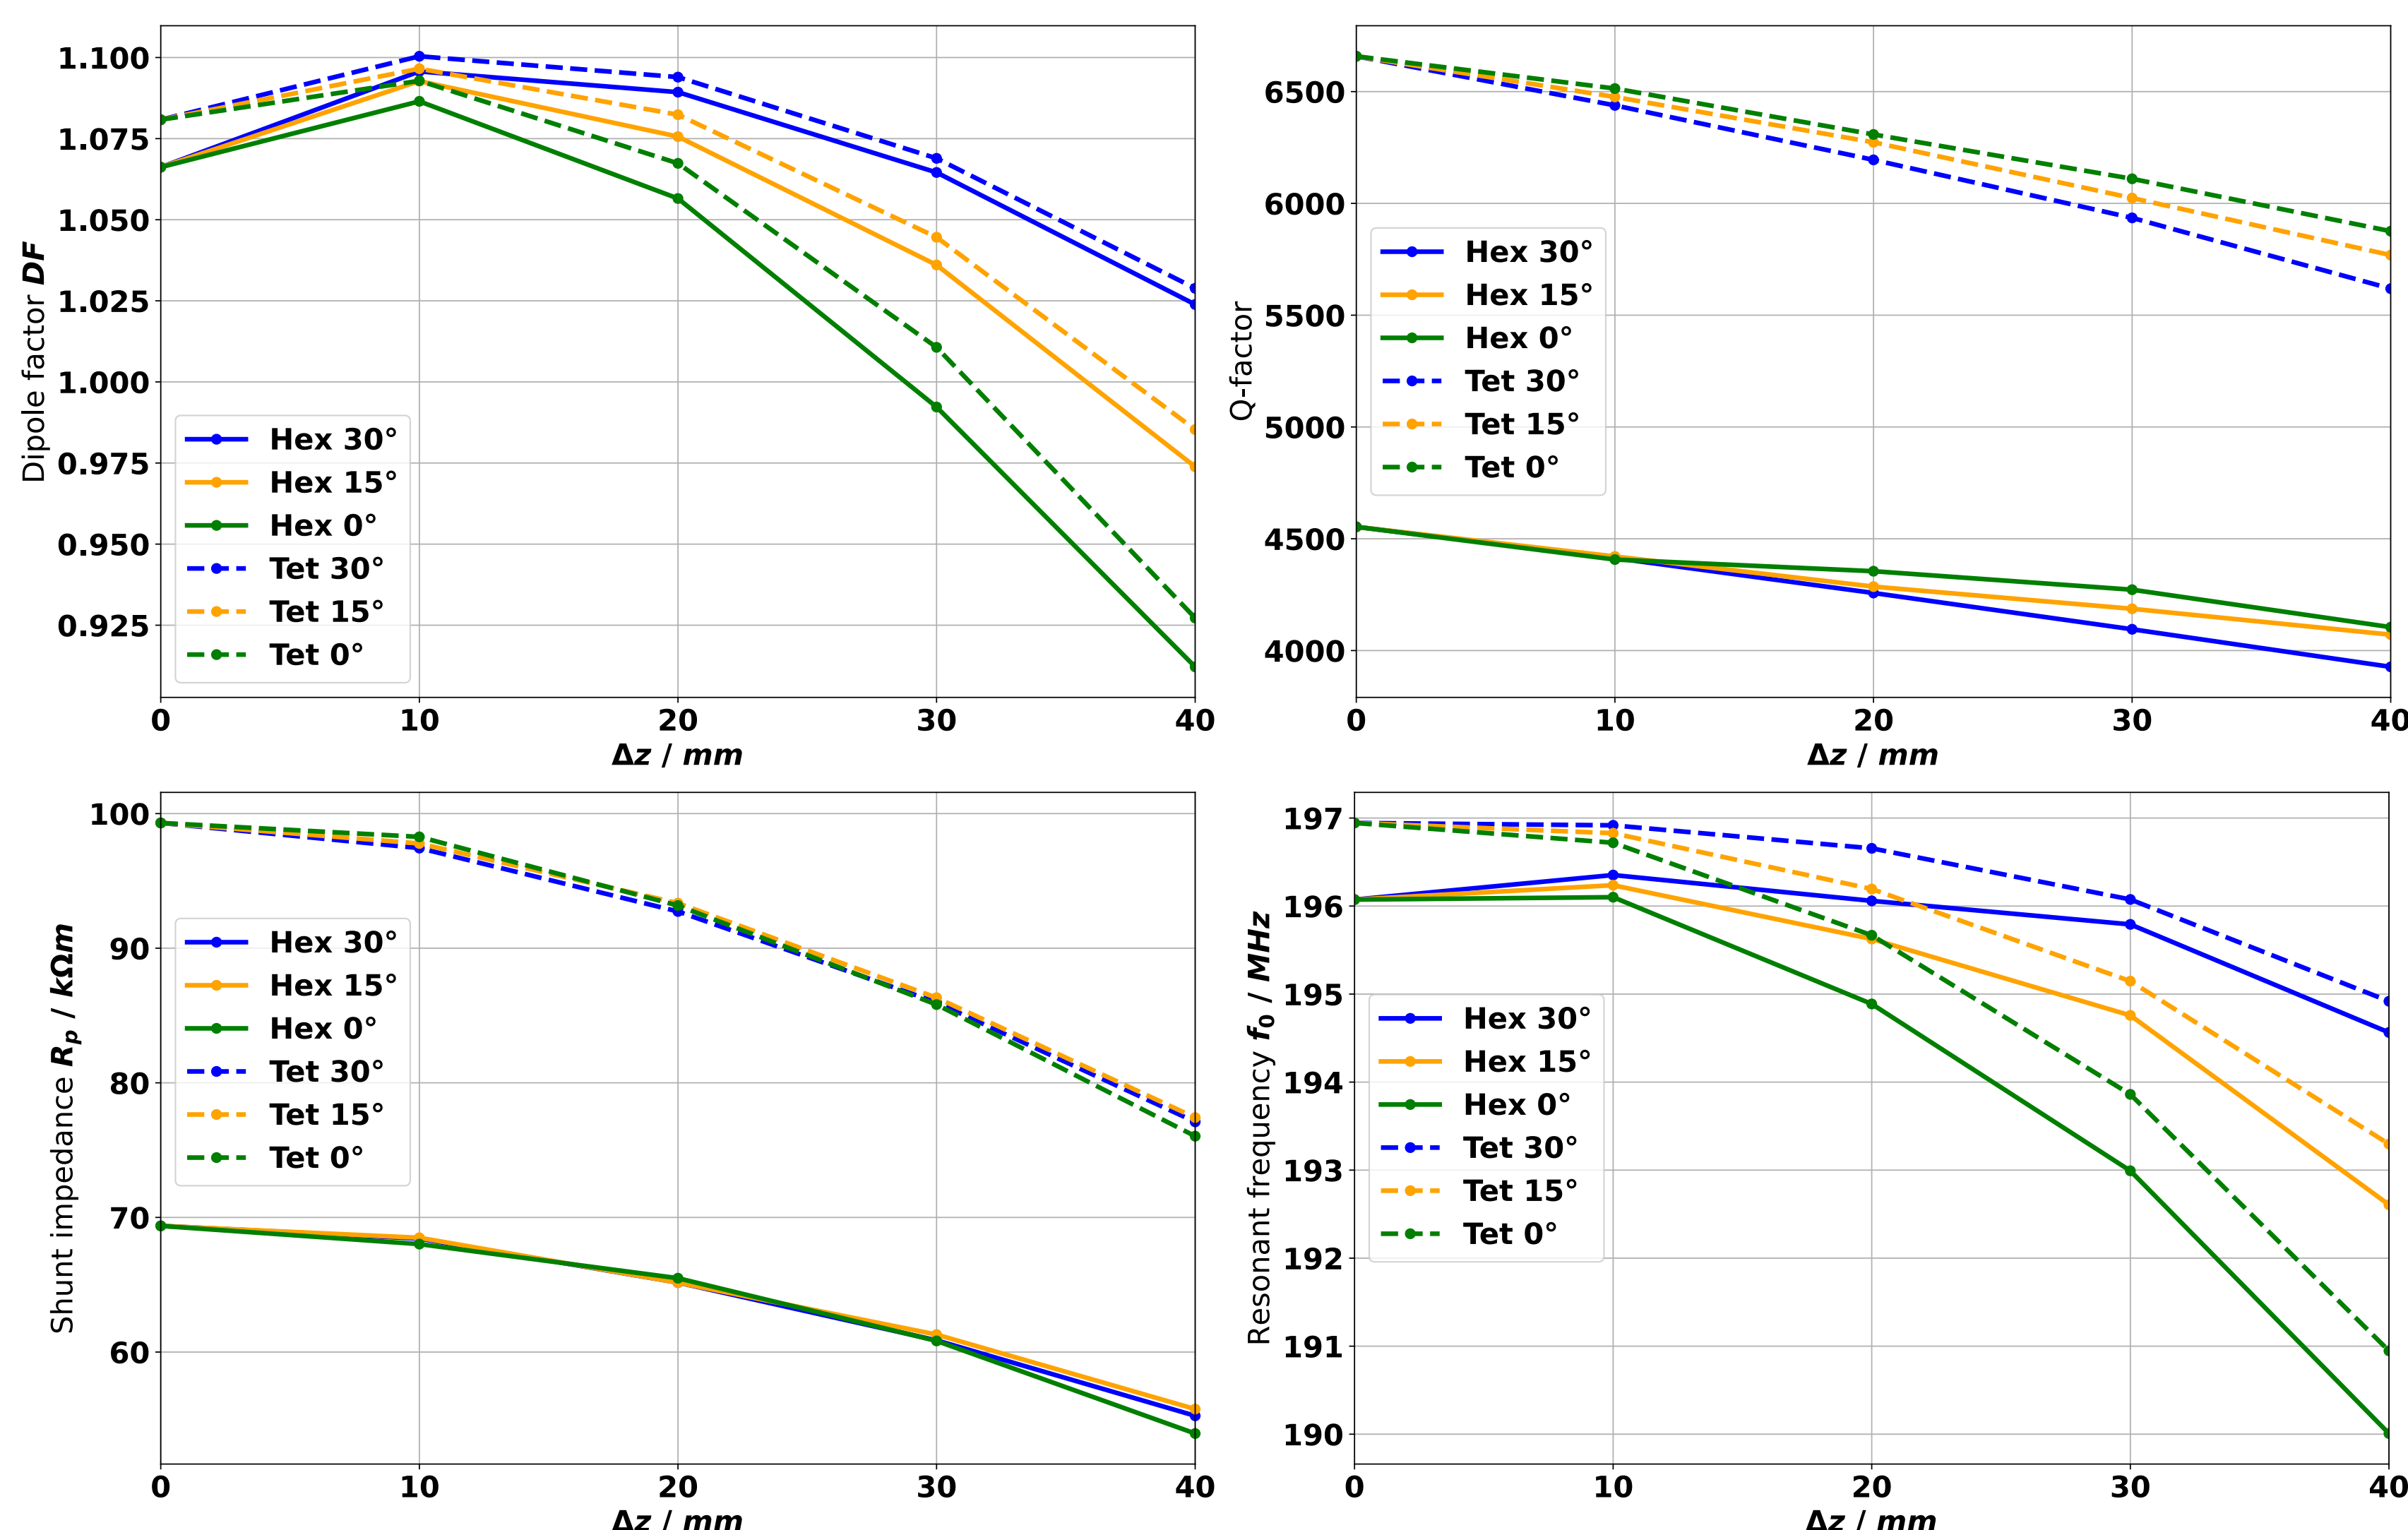 Dipole factor DF
1.100
1.075
1.050
1.025
1.000
0.975
0.950
0.925
Hex 30°
Hex 15°
Hex 0°
Tet 30°
Tet 15°
Tet 0°
0 10 20 30 40
Δz / mm
Q-factor
6500
6000
5500
5000
4500
4000
Hex 30°
Hex 15°
Hex 0°
Tet 30°
Tet 15°
Tet 0°
0 10 20 30 40
Δz / mm
Shunt impedance Rp / kΩm
100
90
80
70
60
Hex 30°
Hex 15°
Hex 0°
Tet 30°
Tet 15°
Tet 0°
0 10 20 30 40
Δz / mm
Resonant frequency f0 / MHz
197
196
195
194
193
192
191
190
Hex 30°
Hex 15°
Hex 0°
Tet 30°
Tet 15°
Tet 0°
0 10 20 30 40
Δz / mm